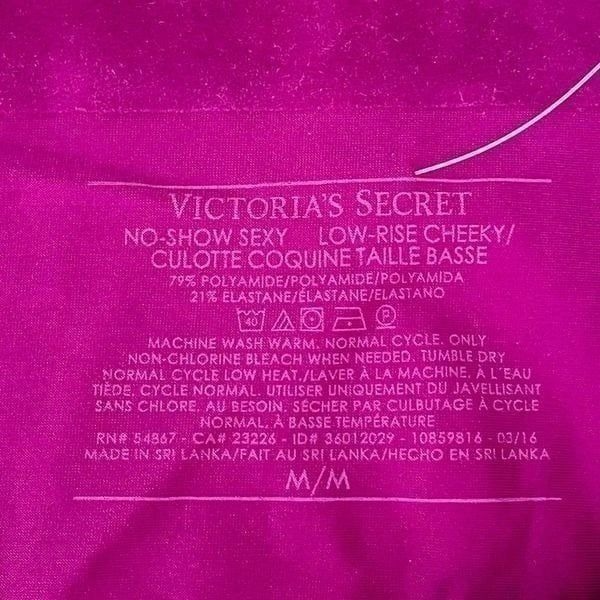 VICTORIA'S SECRET
NO-SHOW SEXY LOW-RISE CHEEKY/
CULOTTE COQUINE TAILLE BASSE
79% POLYAMIDE/POLYAMIDE/POLYAMIDA
21% ELASTANE/ÉLASTANE/ELASTANO
40
MACHINE WASH WARM. NORMAL CYCLE. ONLY
NON-CHLORINE BLEACH WHEN NEEDED. TUMBLE DRY
NORMAL CYCLE LOW HEAT./LAVER À LA MACHINE. À L'EAU
TIÈDE. CYCLE NORMAL. UTILISER UNIQUEMENT DU JAVELLISANT
SANS CHLORE. AU BESOIN. SÉCHER PAR CULBUTAGE À CYCLE
NORMAL. À BASSE TEMPÉRATURE
RN# 54867 - CA# 23226 - ID# 36012029 - 10859816 - 03/16
MADE IN SRI LANKA/FAIT AU SRI LANKA/HECHO EN SRI LANKA
M/M